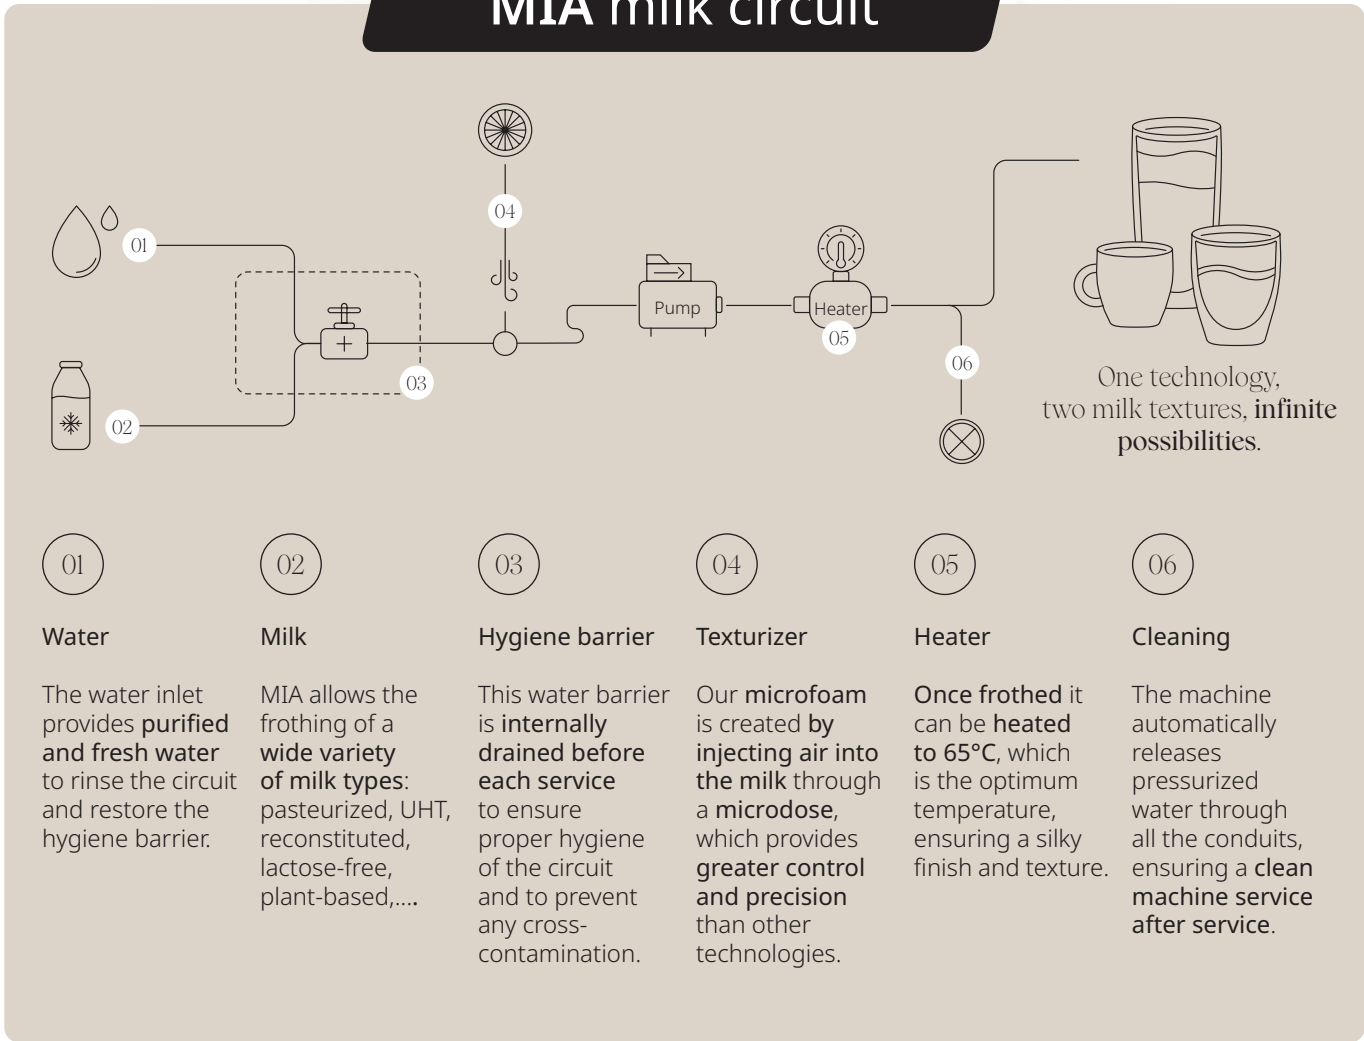 MIA milk circuit
04
01
Pump
Heater
05
06
03
02
One technology,
two milk textures, infinite
possibilities.
01
Water
The water inlet
provides purified
and fresh water
to rinse the circuit
and restore the
hygiene barrier.
02
Milk
MIA allows the
frothing of a
wide variety
of milk types:
pasteurized, UHT,
reconstituted,
lactose-free,
plant-based,....
03
Hygiene barrier
This water barrier
is internally
drained before
each service
to ensure
proper hygiene
of the circuit
and to prevent
any cross-
contamination.
04
Texturizer
Our microfoam
is created by
injecting air into
the milk through
a microdose,
which provides
greater control
and precision
than other
technologies.
05
Heater
Once frothed it
can be heated
to 65°C, which
is the optimum
temperature,
ensuring a silky
finish and texture.
06
Cleaning
The machine
automatically
releases
pressurized
water through
all the conduits,
ensuring a clean
machine service
after service.